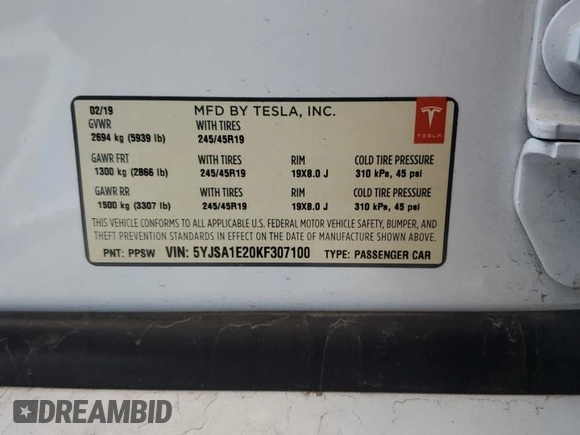 02/19 MFD BY TESLA, INC.
GVWR WITH TIRES
2694 kg (5939 lb) 245/45R19
TESLA
GAWR FRT WITH TIRES RIM COLD TIRE PRESSURE
1300 kg (2866 lb) 245/45R19 19X8.0 J 310 kPa, 45 psi
GAWR RR WITH TIRES RIM COLD TIRE PRESSURE
1500 kg (3307 lb) 245/45R19 19X8.0 J 310 kPa, 45 psi
THIS VEHICLE CONFORMS TO ALL APPLICABLE U.S. FEDERAL MOTOR VEHICLE SAFETY, BUMPER, AND
THEFT PREVENTION STANDARDS IN EFFECT ON THE DATE OF MANUFACTURE SHOWN ABOVE.
PNT: PPSW VIN: 5YJSA1E20KF307100 TYPE: PASSENGER CAR
DREAMBID